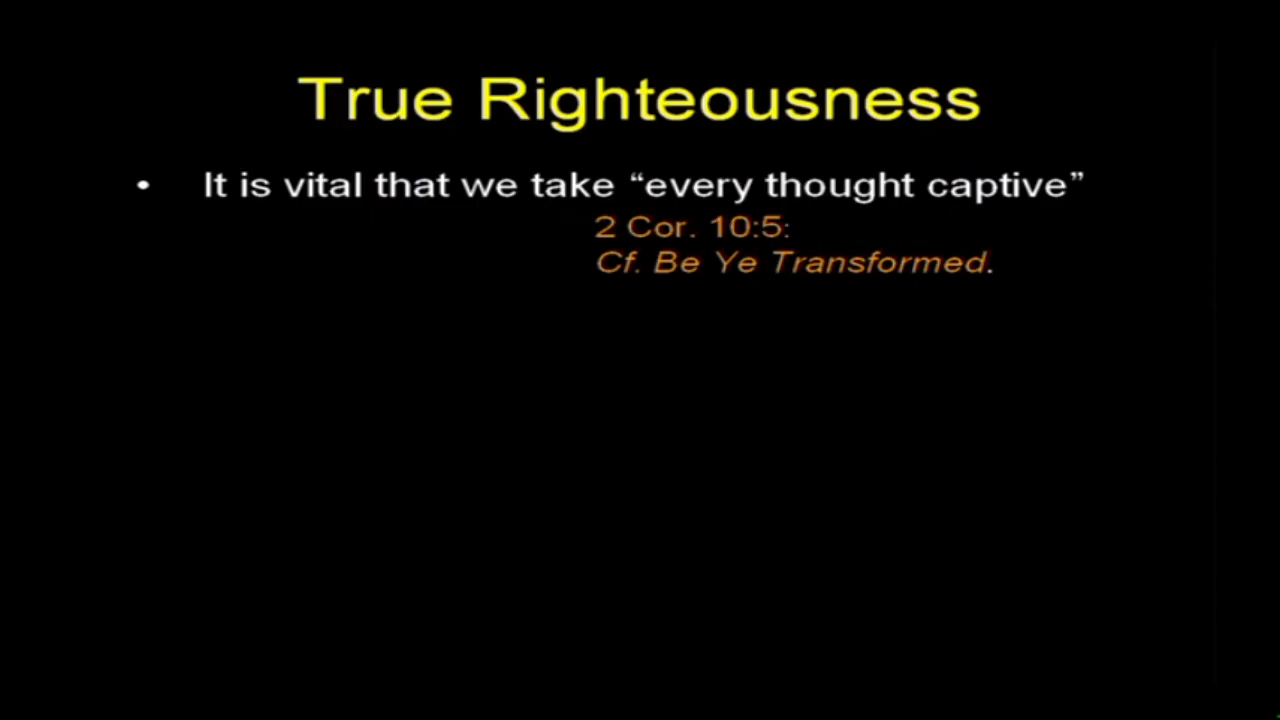 True Righteousness
• It is vital that we take “every thought captive”
2 Cor. 10:5:
Cf. Be Ye Transformed.